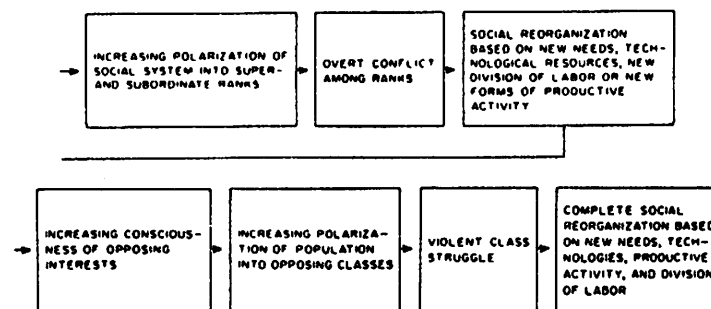 INCREASING POLARIZATION OF
SOCIAL SYSTEM INTO SUPER-
AND SUBORDINATE RANKS
OVERT CONFLICT
AMONG RANKS
SOCIAL REORGANIZATION
BASED ON NEW NEEDS, TECH-
NOLOGICAL RESOURCES, NEW
DIVISION OF LABOR OR NEW
FORMS OF PRODUCTIVE
ACTIVITY
INCREASING CONSCIOUS-
NESS OF OPPOSING
INTERESTS
INCREASING POLARIZA-
TION OF POPULATION
INTO OPPOSING CLASSES
VIOLENT CLASS
STRUGGLE
COMPLETE SOCIAL
REORGANIZATION BASED
ON NEW NEEDS, TECH-
NOLOGIES, PRODUCTIVE
ACTIVITY, AND DIVISION
OF LABOR